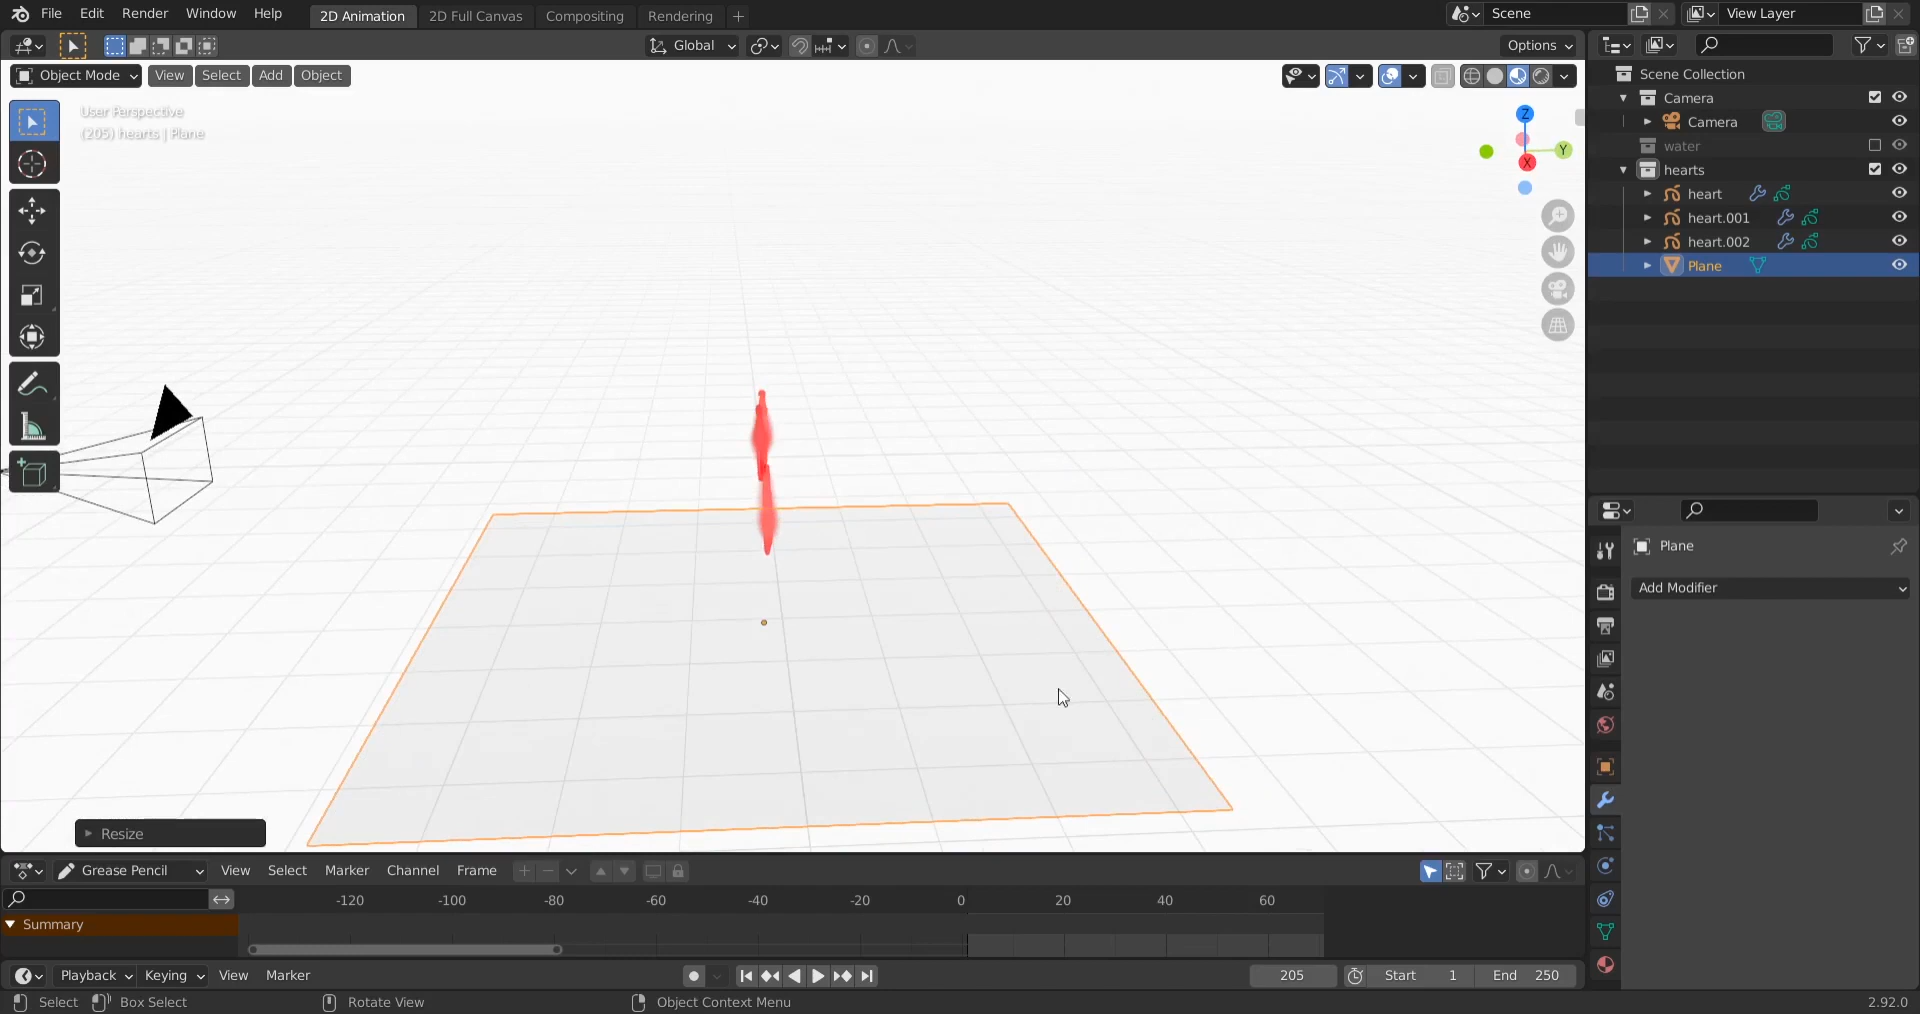 File Edit Render Window Help 2D Animation 2D Full Canvas Compositing Rendering + Scene View Layer
Global Options
Object Mode View Select Add Object
User Perspective
(205) hearts | Plane
Z
Y
X
Scene Collection
Camera
Camera
water
hearts
heart
heart.001
heart.002
Plane
Plane
Add Modifier
Resize
Grease Pencil View Select Marker Channel Frame
-120 -100 -80 -60 -40 -20 0 20 40 60
Summary
Playback Keying View Marker 205 Start 1 End 250
Select Box Select Rotate View Object Context Menu 2.92.0